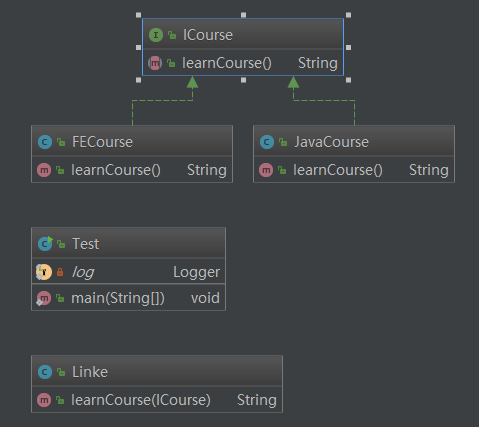 ICourse
learnCourse() String
FECourse
learnCourse() String
JavaCourse
learnCourse() String
Test
log Logger
main(String[]) void
Linke
learnCourse(ICourse) String